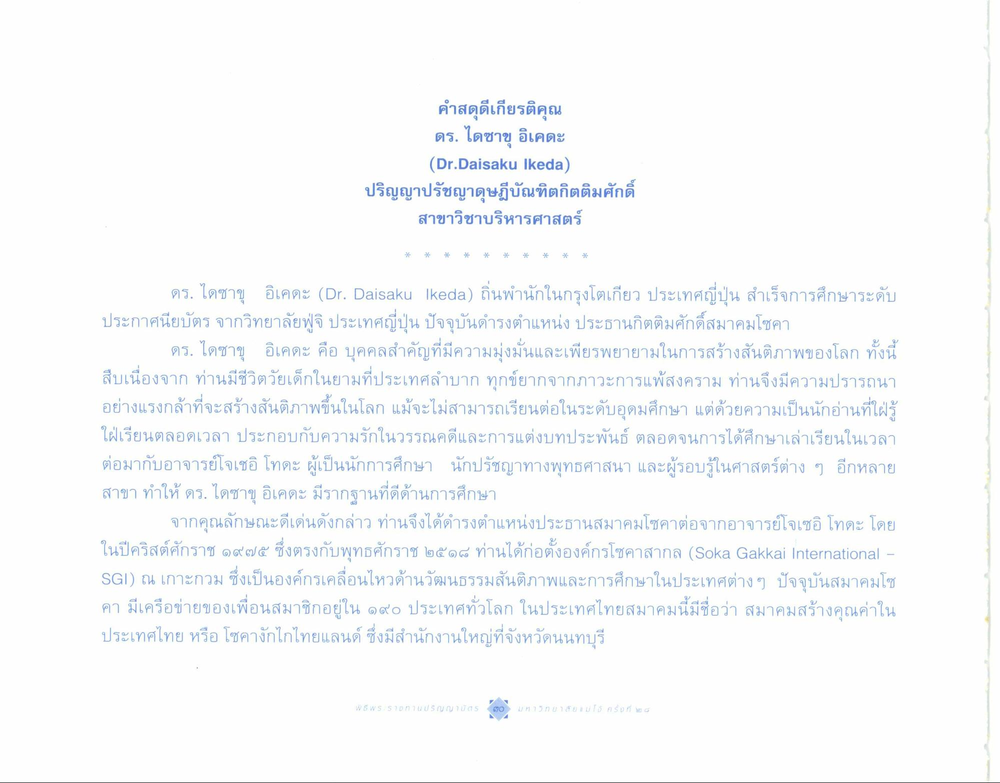 คำสดุดีเกียรติคุณ
ดร. ไดซาขุ อิเคดะ
(Dr.Daisaku Ikeda)
ปริญญาปรัชญาดุษฎีบัณฑิตกิตติมศักดิ์
สาขาวิชาบริหารศาสตร์
* * * * * * * * * *
ดร. ไดซาขุ อิเคดะ (Dr. Daisaku Ikeda) ถิ่นพำนักในกรุงโตเกียว ประเทศญี่ปุ่น สำเร็จการศึกษาระดับ
ประกาศนียบัตร จากวิทยาลัยฟูจิ ประเทศญี่ปุ่น ปัจจุบันดำรงตำแหน่ง ประธานกิตติมศักดิ์สมาคมโซคา
ดร. ไดซาขุ อิเคดะ คือ บุคคลสำคัญที่มีความมุ่งมั่นและเพียรพยายามในการสร้างสันติภาพของโลก ทั้งนี้
สืบเนื่องจาก ท่านมีชีวิตวัยเด็กในยามที่ประเทศลำบาก ทุกข์ยากจากภาวะการแพ้สงคราม ท่านจึงมีความปรารถนา
อย่างแรงกล้าที่จะสร้างสันติภาพขึ้นในโลก แม้จะไม่สามารถเรียนต่อในระดับอุดมศึกษา แต่ด้วยความเป็นนักอ่านที่ใฝ่รู้
ใฝ่เรียนตลอดเวลา ประกอบกับความรักในวรรณคดีและการแต่งบทประพันธ์ ตลอดจนการได้ศึกษาเล่าเรียนในเวลา
ต่อมากับอาจารย์โจเชอิ โทดะ ผู้เป็นนักการศึกษา นักปรัชญาทางพุทธศาสนา และผู้รอบรู้ในศาสตร์ต่าง ๆ อีกหลาย
สาขา ทำให้ ดร. ไดซาขุ อิเคดะ มีรากฐานที่ดีด้านการศึกษา
จากคุณลักษณะดีเด่นดังกล่าว ท่านจึงได้ดำรงตำแหน่งประธานสมาคมโซคาต่อจากอาจารย์โจเซอิ โทดะ โดย
ในปีคริสต์ศักราช ๑๙๗๕ ซึ่งตรงกับพุทธศักราช ๒๕๑๘ ท่านได้ก่อตั้งองค์กรโซคาสากล (Soka Gakkai International –
SGI) ณ เกาะกวม ซึ่งเป็นองค์กรเคลื่อนไหวด้านวัฒนธรรมสันติภาพและการศึกษาในประเทศต่างๆ ปัจจุบันสมาคมโซ
คา มีเครือข่ายของเพื่อนสมาชิกอยู่ใน ๑๙๐ ประเทศทั่วโลก ในประเทศไทยสมาคมนี้มีชื่อว่า สมาคมสร้างคุณค่าใน
ประเทศไทย หรือ โซคางักไกไทยแลนด์ ซึ่งมีสำนักงานใหญ่ที่จังหวัดนนทบุรี
พิธีพระราชทานปริญญาบัตร ๓๐ มหาวิทยาลัยแม่โจ้ ครั้งที่ ๒๘